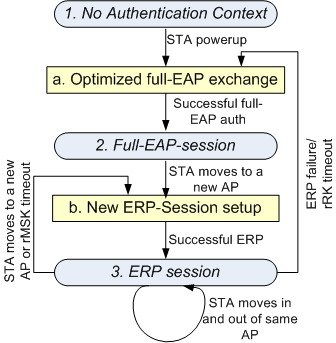 1. No Authentication Context
STA powerup
a. Optimized full-EAP exchange
Successful full-
EAP auth
2. Full-EAP-session
STA moves to a
new AP
b. New ERP-Session setup
Successful ERP
3. ERP session
STA moves in
and out of same
AP
STA moves to a new
AP or rMSK timeout
ERP failure/
rRK timeout